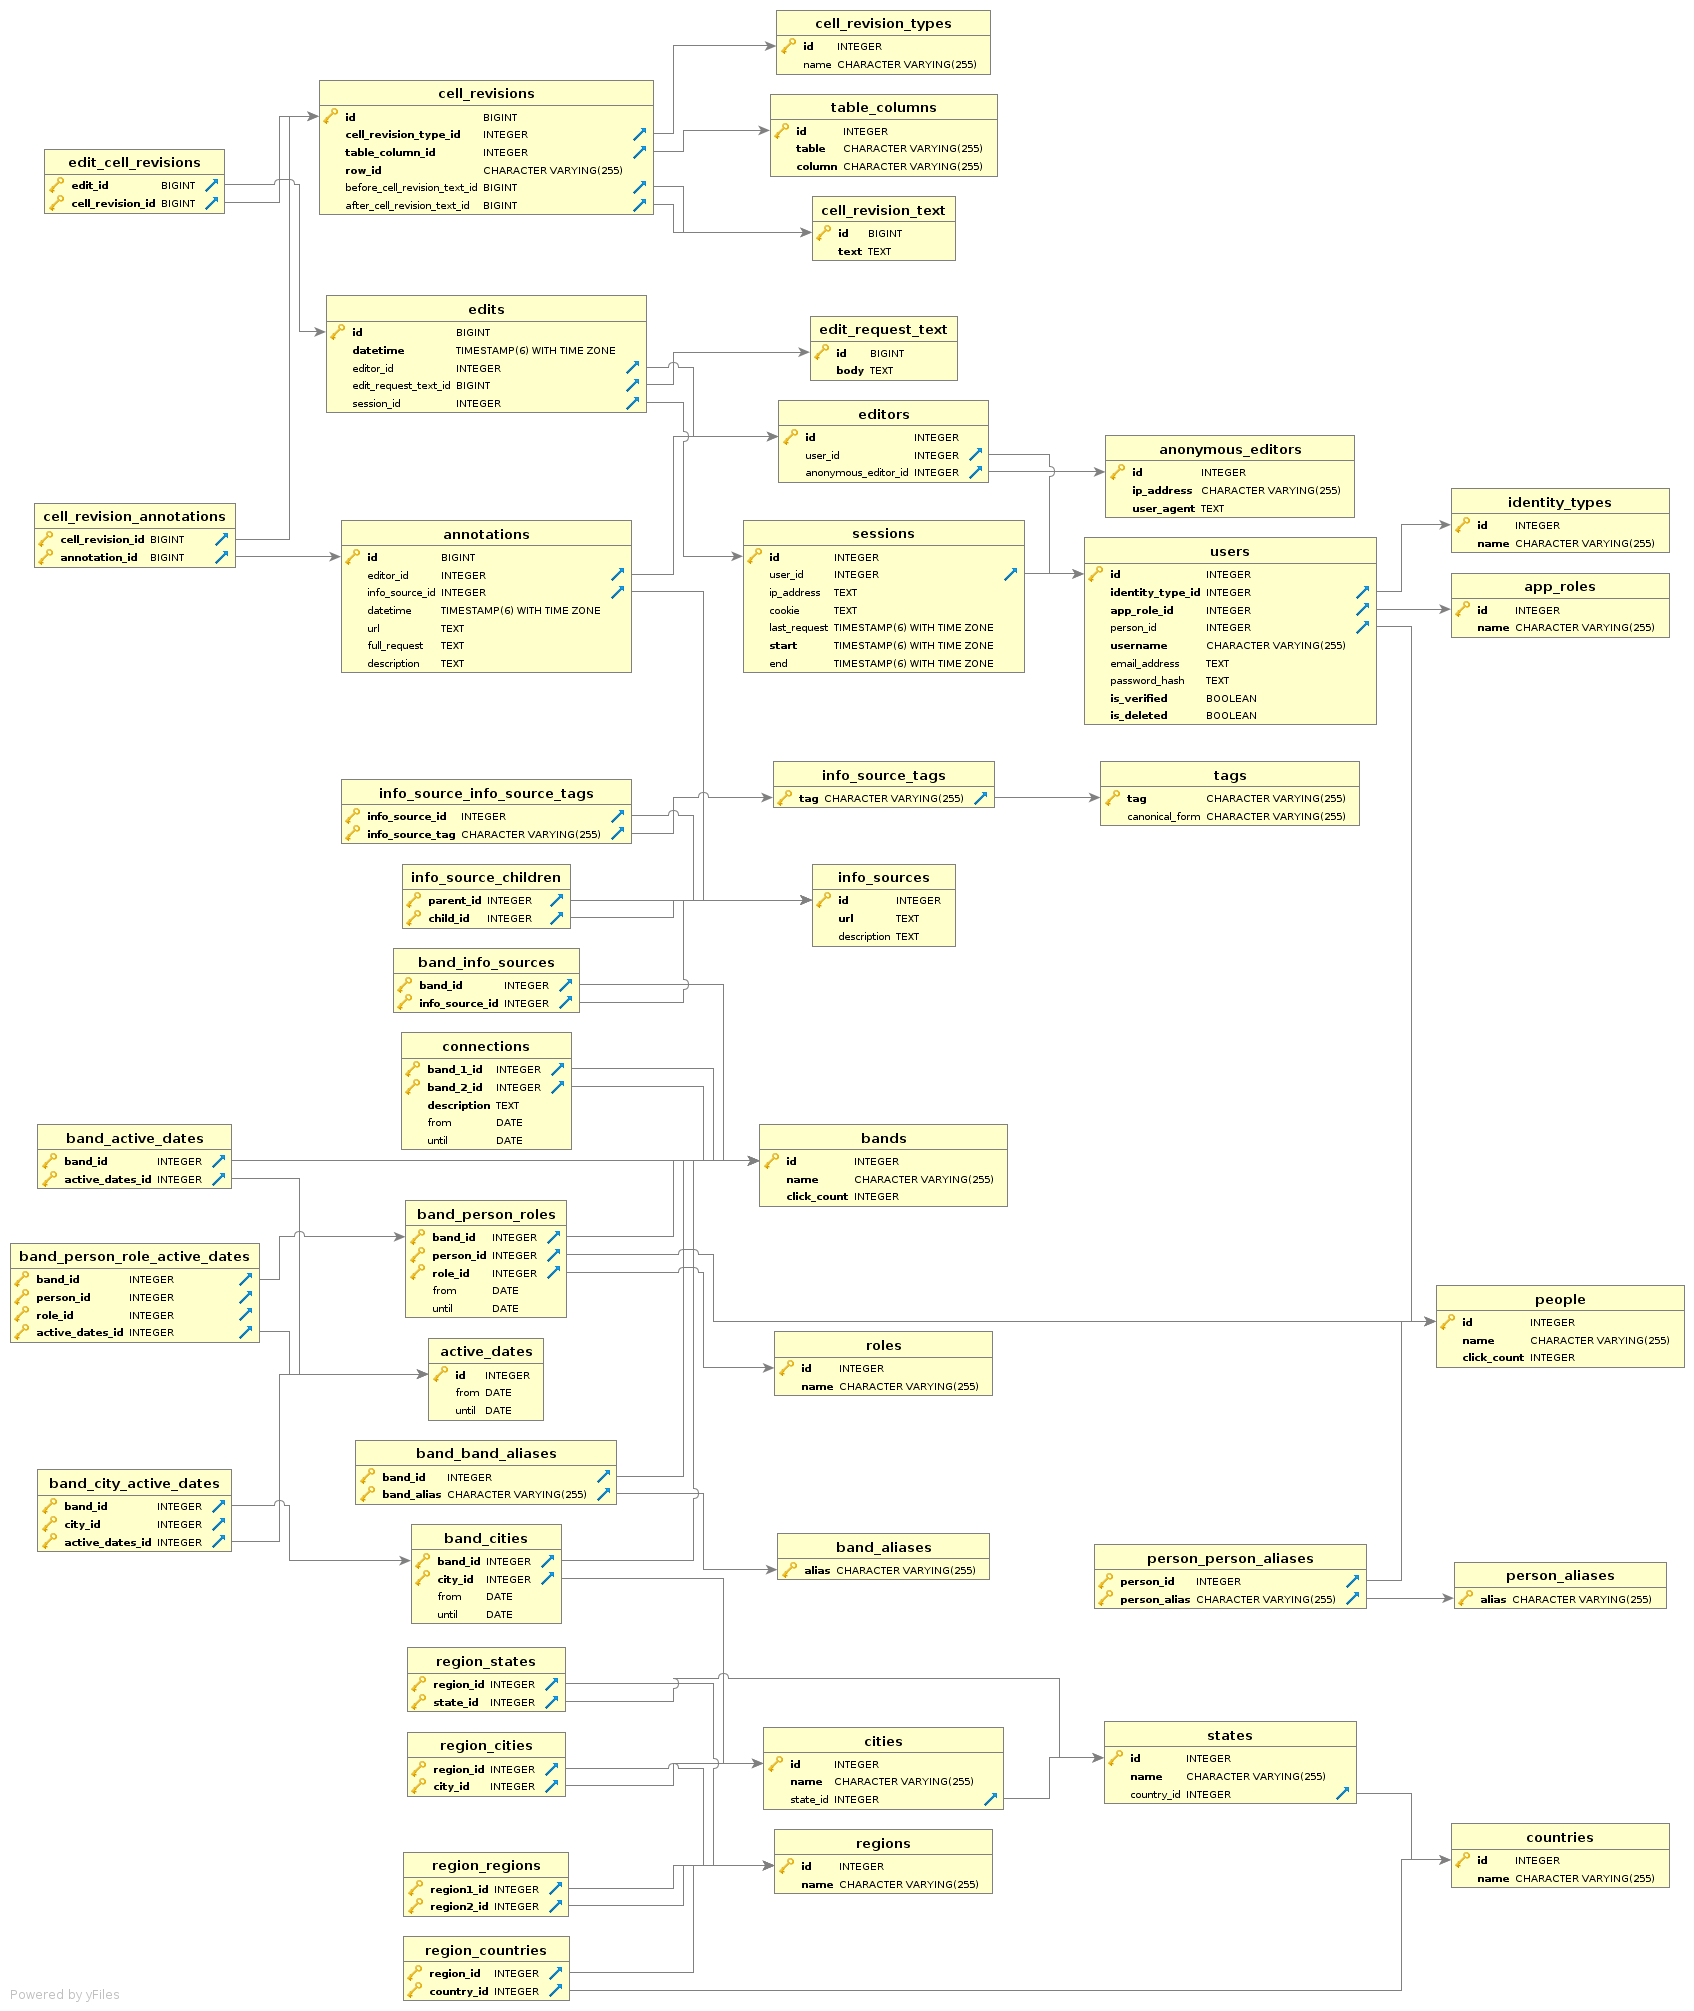 cell_revision_types
id INTEGER
name CHARACTER VARYING(255)
cell_revisions
id BIGINT
cell_revision_type_id INTEGER
table_column_id INTEGER
row_id CHARACTER VARYING(255)
before_cell_revision_text_id BIGINT
after_cell_revision_text_id BIGINT
table_columns
id INTEGER
table CHARACTER VARYING(255)
column CHARACTER VARYING(255)
edit_cell_revisions
edit_id BIGINT
cell_revision_id BIGINT
cell_revision_text
id BIGINT
text TEXT
edits
id BIGINT
datetime TIMESTAMP(6) WITH TIME ZONE
editor_id INTEGER
edit_request_text_id BIGINT
session_id INTEGER
edit_request_text
id BIGINT
body TEXT
editors
id INTEGER
user_id INTEGER
anonymous_editor_id INTEGER
anonymous_editors
id INTEGER
ip_address CHARACTER VARYING(255)
user_agent TEXT
identity_types
id INTEGER
name CHARACTER VARYING(255)
cell_revision_annotations
cell_revision_id BIGINT
annotation_id BIGINT
annotations
id BIGINT
editor_id INTEGER
info_source_id INTEGER
datetime TIMESTAMP(6) WITH TIME ZONE
url TEXT
full_request TEXT
description TEXT
sessions
id INTEGER
user_id INTEGER
ip_address TEXT
cookie TEXT
last_request TIMESTAMP(6) WITH TIME ZONE
start TIMESTAMP(6) WITH TIME ZONE
end TIMESTAMP(6) WITH TIME ZONE
users
id INTEGER
identity_type_id INTEGER
app_role_id INTEGER
person_id INTEGER
username CHARACTER VARYING(255)
email_address TEXT
password_hash TEXT
is_verified BOOLEAN
is_deleted BOOLEAN
app_roles
id INTEGER
name CHARACTER VARYING(255)
info_source_info_source_tags
info_source_id INTEGER
info_source_tag CHARACTER VARYING(255)
info_source_tags
tag CHARACTER VARYING(255)
tags
tag CHARACTER VARYING(255)
canonical_form CHARACTER VARYING(255)
info_source_children
parent_id INTEGER
child_id INTEGER
info_sources
id INTEGER
url TEXT
description TEXT
band_info_sources
band_id INTEGER
info_source_id INTEGER
connections
band_1_id INTEGER
band_2_id INTEGER
description TEXT
from DATE
until DATE
band_active_dates
band_id INTEGER
active_dates_id INTEGER
bands
id INTEGER
name CHARACTER VARYING(255)
click_count INTEGER
band_person_roles
band_id INTEGER
person_id INTEGER
role_id INTEGER
from DATE
until DATE
band_person_role_active_dates
band_id INTEGER
person_id INTEGER
role_id INTEGER
active_dates_id INTEGER
people
id INTEGER
name CHARACTER VARYING(255)
click_count INTEGER
active_dates
id INTEGER
from DATE
until DATE
roles
id INTEGER
name CHARACTER VARYING(255)
band_band_aliases
band_id INTEGER
band_alias CHARACTER VARYING(255)
band_city_active_dates
band_id INTEGER
city_id INTEGER
active_dates_id INTEGER
band_cities
band_id INTEGER
city_id INTEGER
from DATE
until DATE
band_aliases
alias CHARACTER VARYING(255)
person_person_aliases
person_id INTEGER
person_alias CHARACTER VARYING(255)
person_aliases
alias CHARACTER VARYING(255)
region_states
region_id INTEGER
state_id INTEGER
region_cities
region_id INTEGER
city_id INTEGER
cities
id INTEGER
name CHARACTER VARYING(255)
state_id INTEGER
states
id INTEGER
name CHARACTER VARYING(255)
country_id INTEGER
regions
id INTEGER
name CHARACTER VARYING(255)
countries
id INTEGER
name CHARACTER VARYING(255)
region_regions
region1_id INTEGER
region2_id INTEGER
region_countries
region_id INTEGER
country_id INTEGER
Powered by yFiles